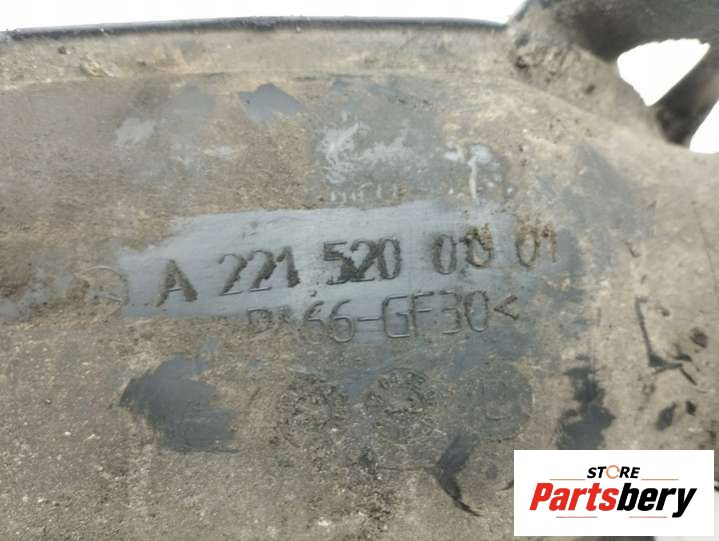 A 221 520 00 01
PA66-GF30<
STORE
Partsbery